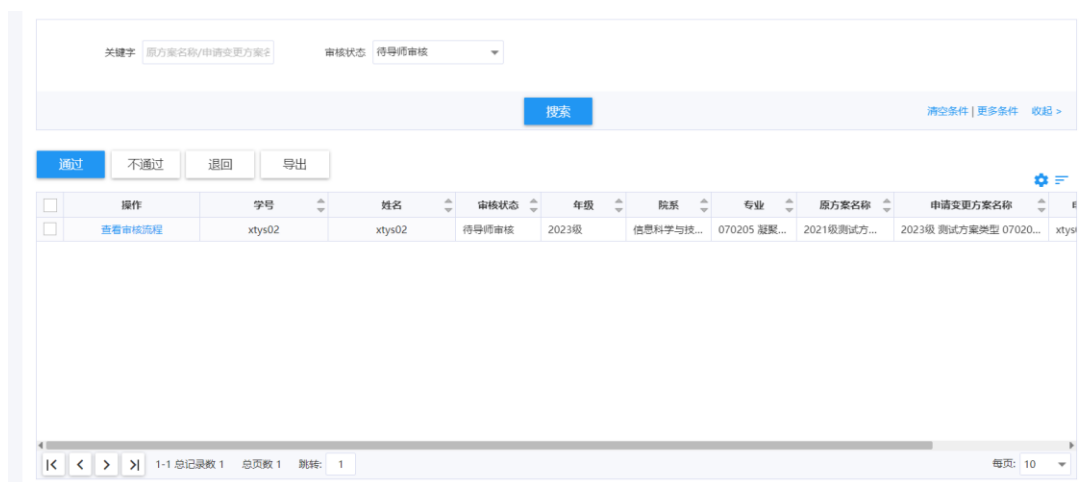 关键字 原方案名称/申请变更方案名 审核状态 待导师审核
搜索 清空条件 | 更多条件 收起 >
通过 不通过 退回 导出
操作 学号 姓名 审核状态 年级 院系 专业 原方案名称 申请变更方案名称
查看审核流程 xtys02 xtys02 待导师审核 2023级 信息科学与技... 070205 凝聚... 2021级测试方... 2023级 测试方案类型 07020... xtys
1-1 总记录数 1 总页数 1 跳转: 1 每页: 10